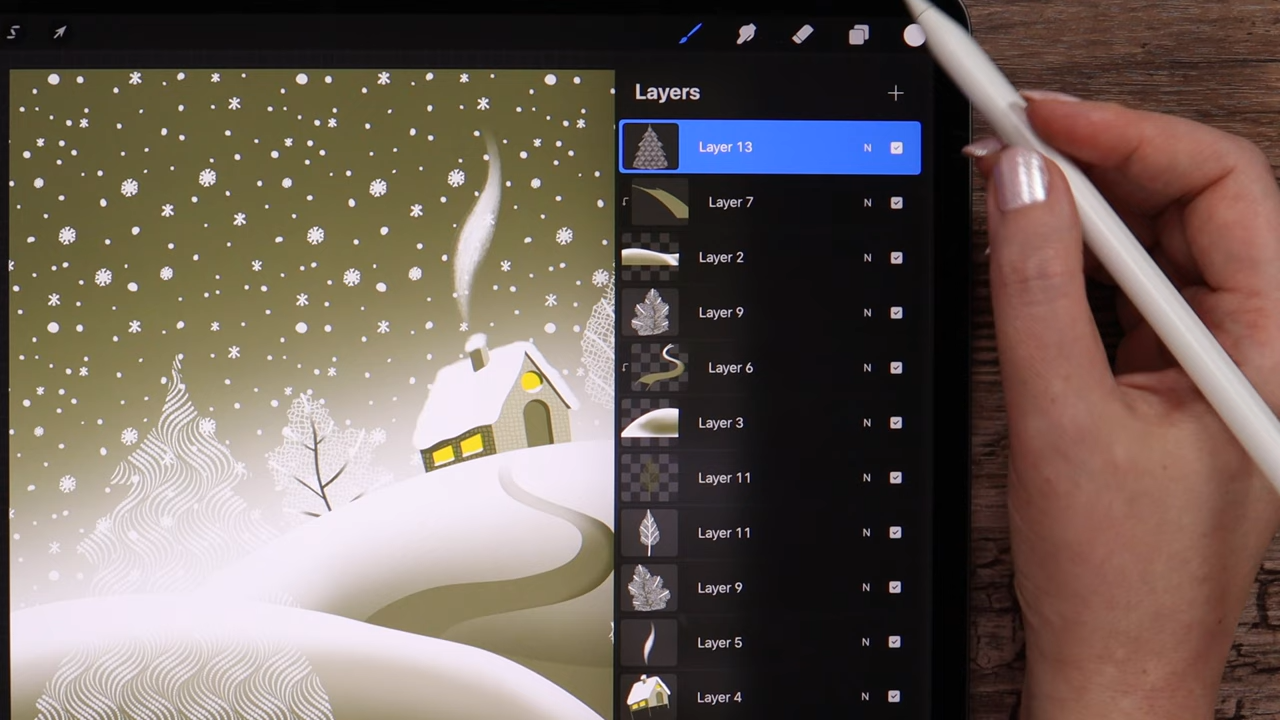 Layers
Layer 13 N
Layer 7 N
Layer 2 N
Layer 9 N
Layer 6 N
Layer 3 N
Layer 11 N
Layer 11 N
Layer 9 N
Layer 5 N
Layer 4 N